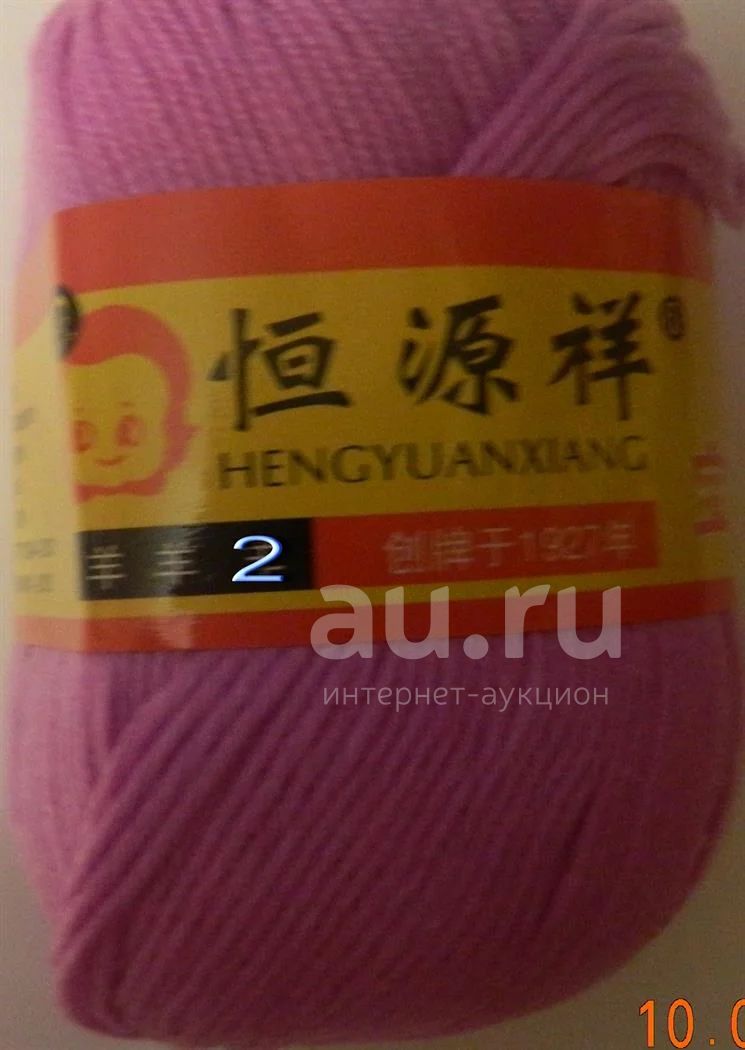 恒源祥®
HENGYUANXIANG
羊 羊 2
创牌于1927年
au.ru
интернет-аукцион
10.0